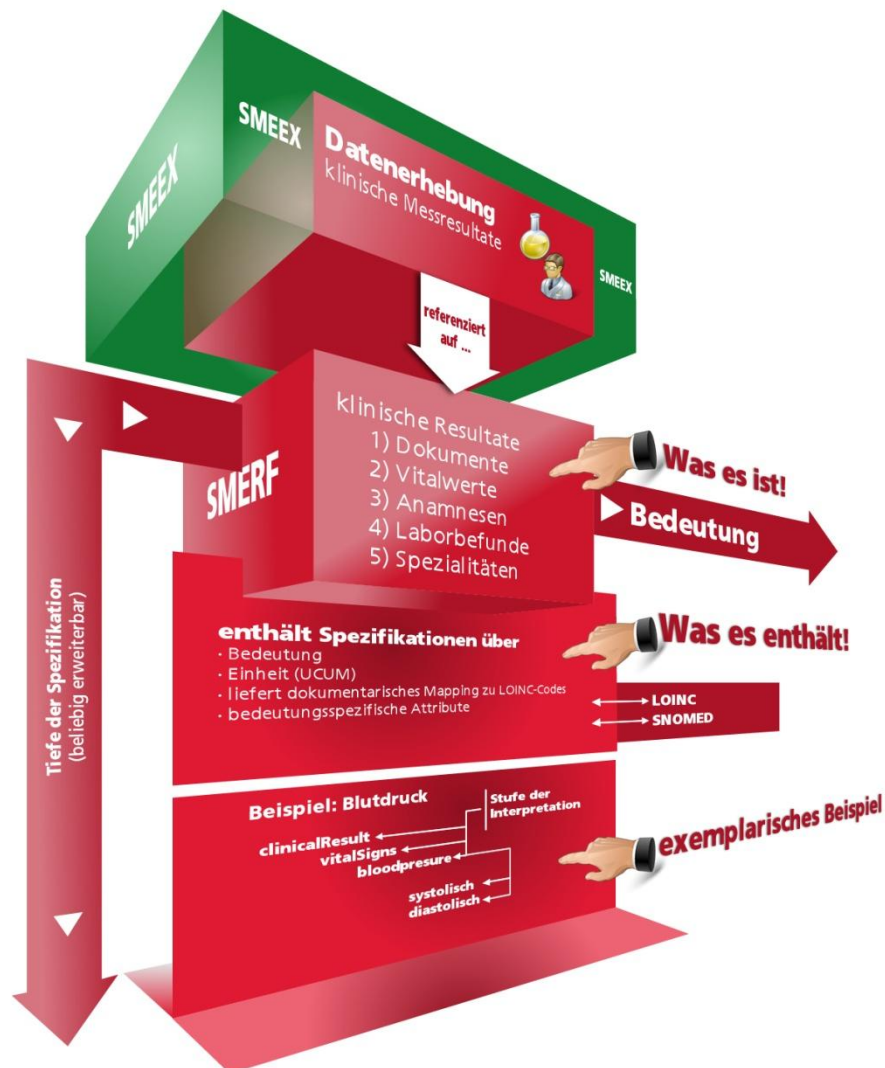 SMEEX
SMEEX
Datenerhebung
klinische Messresultate
SMEEX
referenziert
auf ...
SMERF
klinische Resultate
1) Dokumente
2) Vitalwerte
3) Anamnesen
4) Laborbefunde
5) Spezialitäten
Was es ist!
Bedeutung
Tiefe der Spezifikation
(beliebig erweiterbar)
enthält Spezifikationen über
· Bedeutung
· Einheit (UCUM)
· liefert dokumentarisches Mapping zu LOINC-Codes
· bedeutungsspezifische Attribute
Was es enthält!
LOINC
SNOMED
Beispiel: Blutdruck
Stufe der
Interpretation
clinicalResult
vitalSigns
bloodpresure
systolisch
diastolisch
exemplarisches Beispiel